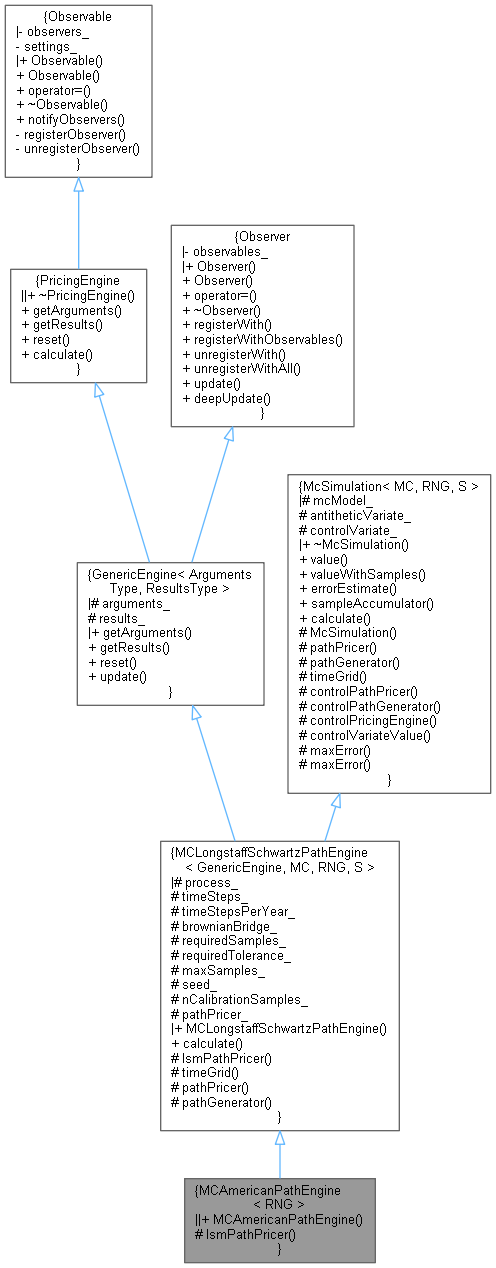 {Observable
|- observers_
- settings_
|+ Observable()
+ Observable()
+ operator=()
+ ~Observable()
+ notifyObservers()
- registerObserver()
- unregisterObserver()
}
{Observer
|- observables_
|+ Observer()
+ Observer()
+ operator=()
+ ~Observer()
+ registerWith()
+ registerWithObservables()
+ unregisterWith()
+ unregisterWithAll()
+ update()
+ deepUpdate()
}
{PricingEngine
||+ ~PricingEngine()
+ getArguments()
+ getResults()
+ reset()
+ calculate()
}
{McSimulation< MC, RNG, S >
|# mcModel_
# antitheticVariate_
# controlVariate_
|+ ~McSimulation()
+ value()
+ valueWithSamples()
+ errorEstimate()
+ sampleAccumulator()
+ calculate()
# McSimulation()
# pathPricer()
# pathGenerator()
# timeGrid()
# controlPathPricer()
# controlPathGenerator()
# controlPricingEngine()
# controlVariateValue()
# maxError()
# maxError()
}
{GenericEngine< Arguments
Type, ResultsType >
|# arguments_
# results_
|+ getArguments()
+ getResults()
+ reset()
+ update()
}
{MCLongstaffSchwartzPathEngine
< GenericEngine, MC, RNG, S >
|# process_
# timeSteps_
# timeStepsPerYear_
# brownianBridge_
# requiredSamples_
# requiredTolerance_
# maxSamples_
# seed_
# nCalibrationSamples_
# pathPricer_
|+ MCLongstaffSchwartzPathEngine()
+ calculate()
# lsmPathPricer()
# timeGrid()
# pathPricer()
# pathGenerator()
}
{MCAmericanPathEngine
< RNG >
||+ MCAmericanPathEngine()
# lsmPathPricer()
}